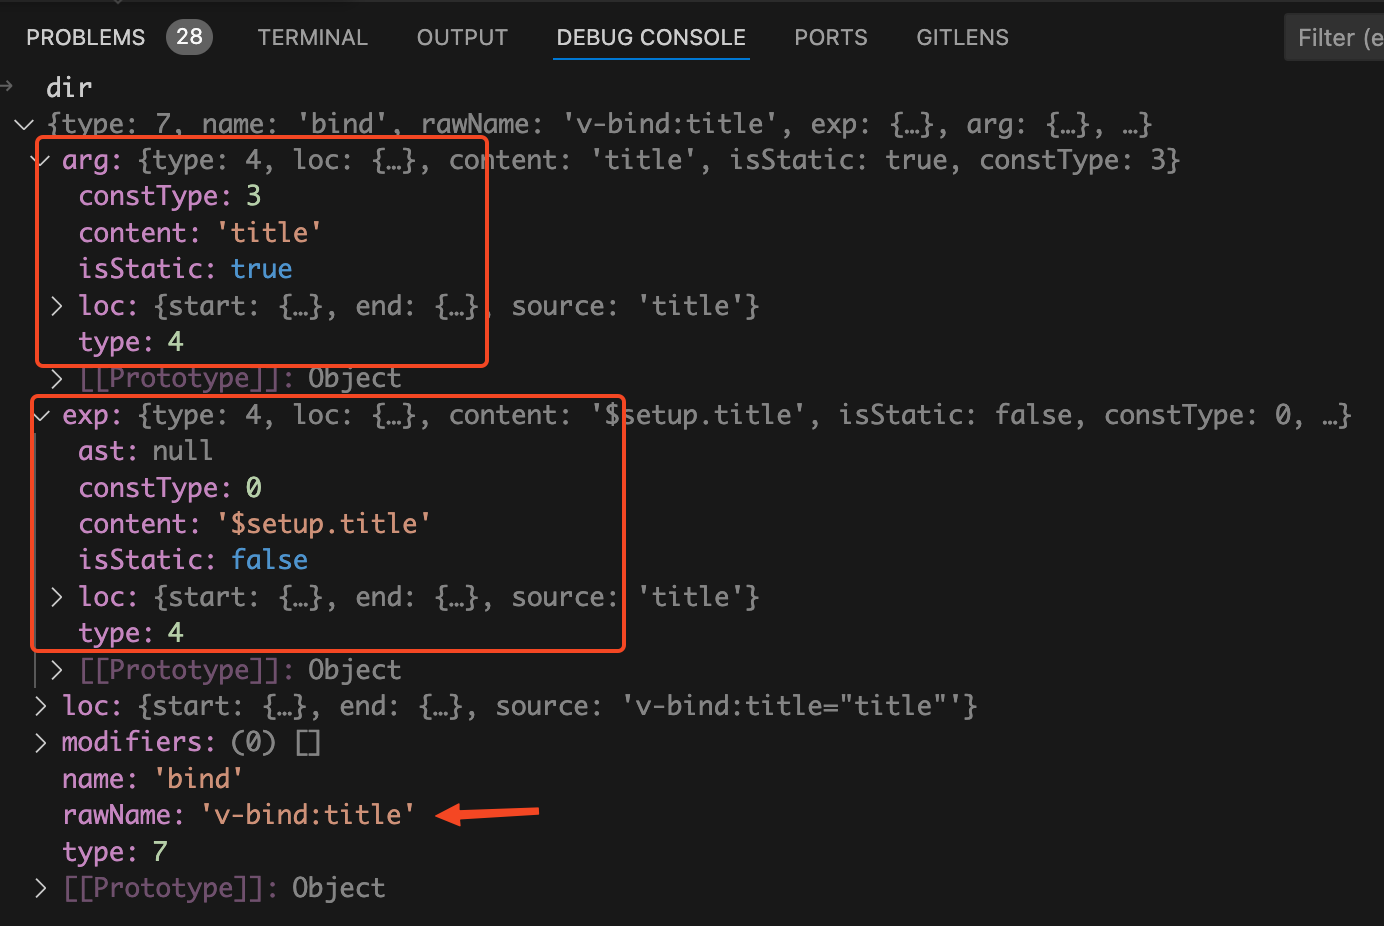 PROBLEMS 28 TERMINAL OUTPUT DEBUG CONSOLE PORTS GITLENS Filter (e
dir
{type: 7, name: 'bind', rawName: 'v-bind:title', exp: {…}, arg: {…}, …}
arg: {type: 4, loc: {…}, content: 'title', isStatic: true, constType: 3}
constType: 3
content: 'title'
isStatic: true
loc: {start: {…}, end: {…}, source: 'title'}
type: 4
[[Prototype]]: Object
exp: {type: 4, loc: {…}, content: '$setup.title', isStatic: false, constType: 0, …}
ast: null
constType: 0
content: '$setup.title'
isStatic: false
loc: {start: {…}, end: {…}, source: 'title'}
type: 4
[[Prototype]]: Object
loc: {start: {…}, end: {…}, source: 'v-bind:title="title"'}
modifiers: (0) []
name: 'bind'
rawName: 'v-bind:title'
type: 7
[[Prototype]]: Object